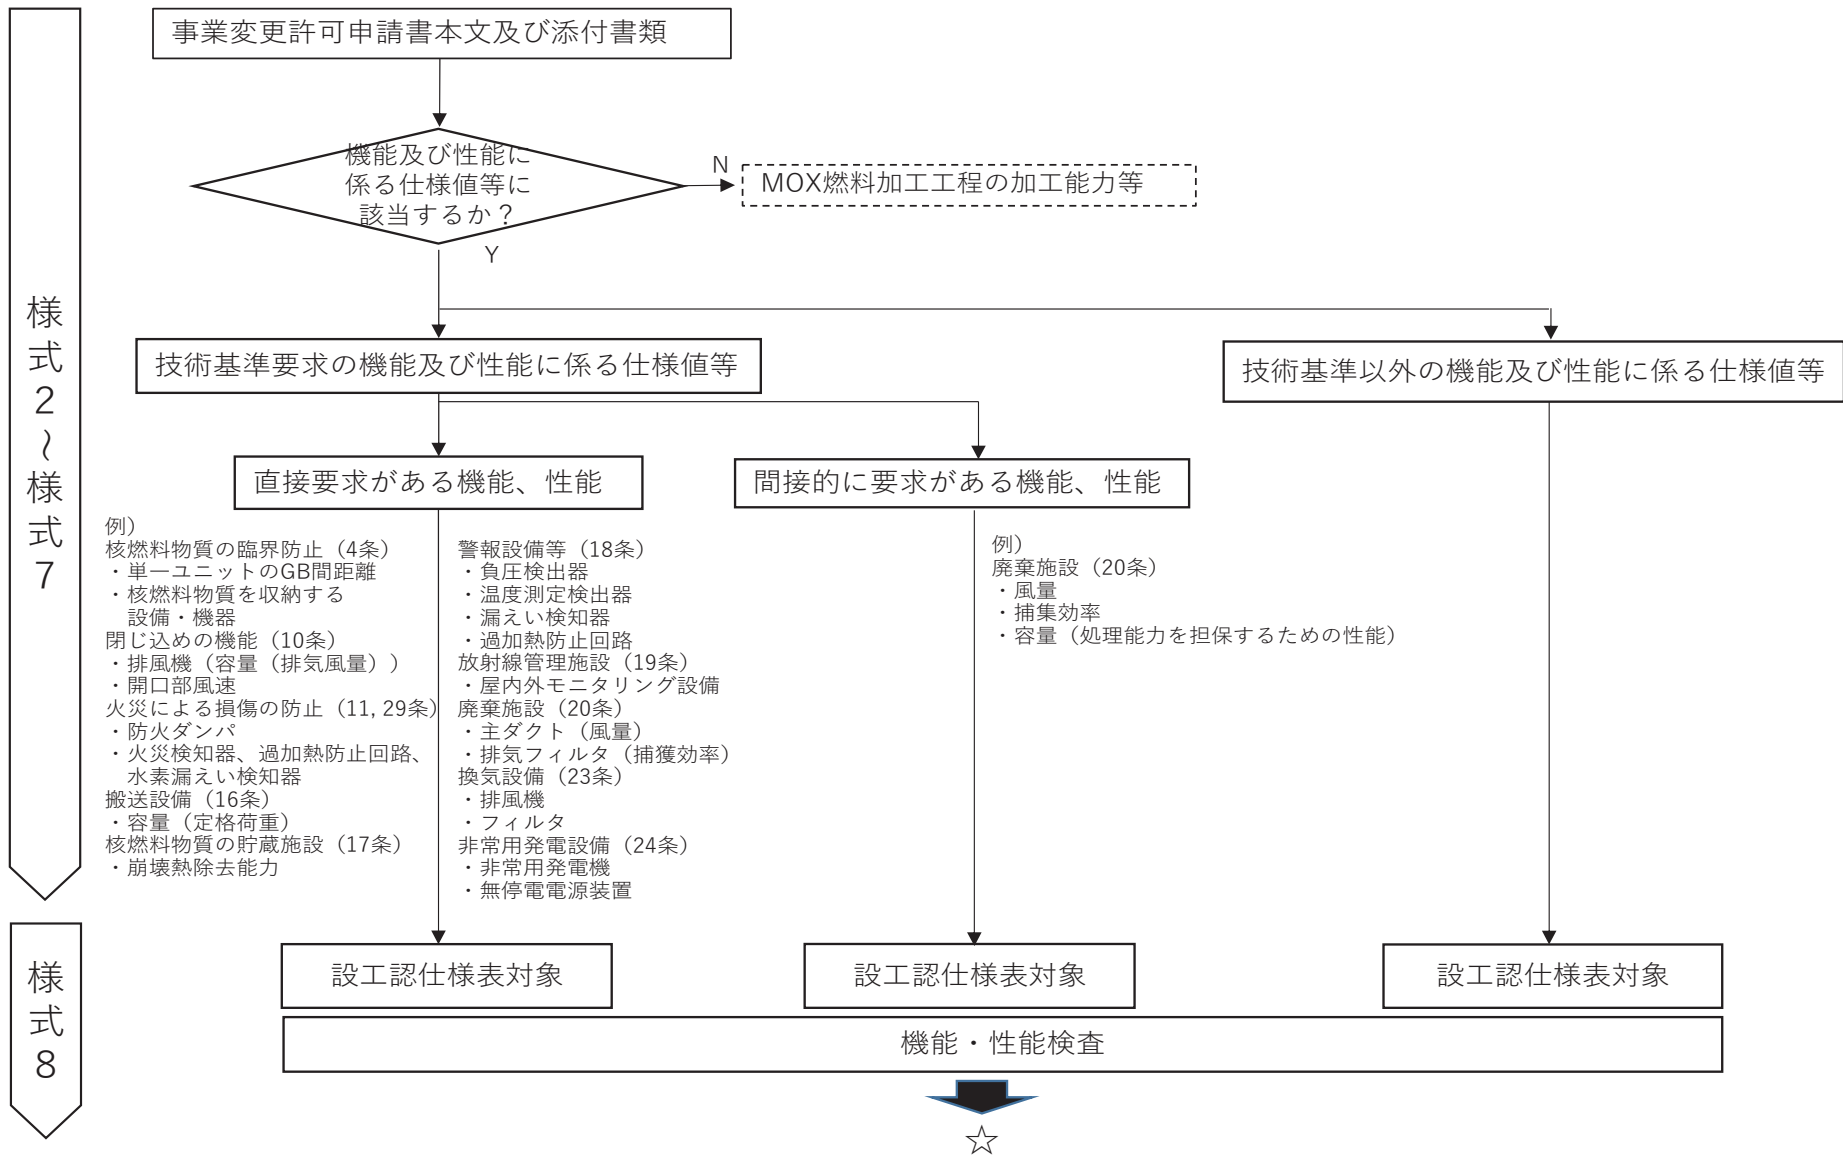 事業変更許可申請書本文及び添付書類
機能及び性能に
係る仕様値等に
該当するか？
N
MOX燃料加工工程の加工能力等
Y
様式2～様式7
技術基準要求の機能及び性能に係る仕様値等
技術基準以外の機能及び性能に係る仕様値等
直接要求がある機能、性能
間接的に要求がある機能、性能
例）
核燃料物質の臨界防止（4条）
・単一ユニットのGB間距離
・核燃料物質を収納する
設備・機器
閉じ込めの機能（10条）
・排風機（容量（排気風量））
・開口部風速
火災による損傷の防止（11, 29条）
・防火ダンパ
・火災検知器、過加熱防止回路、
水素漏えい検知器
搬送設備（16条）
・容量（定格荷重）
核燃料物質の貯蔵施設（17条）
・崩壊熱除去能力
警報設備等（18条）
・負圧検出器
・温度測定検出器
・漏えい検知器
・過加熱防止回路
放射線管理施設（19条）
・屋内外モニタリング設備
廃棄施設（20条）
・主ダクト（風量）
・排気フィルタ（捕獲効率）
換気設備（23条）
・排風機
・フィルタ
非常用発電設備（24条）
・非常用発電機
・無停電電源装置
例）
廃棄施設（20条）
・風量
・捕集効率
・容量（処理能力を担保するための性能）
様式8
設工認仕様表対象
設工認仕様表対象
設工認仕様表対象
機能・性能検査
☆